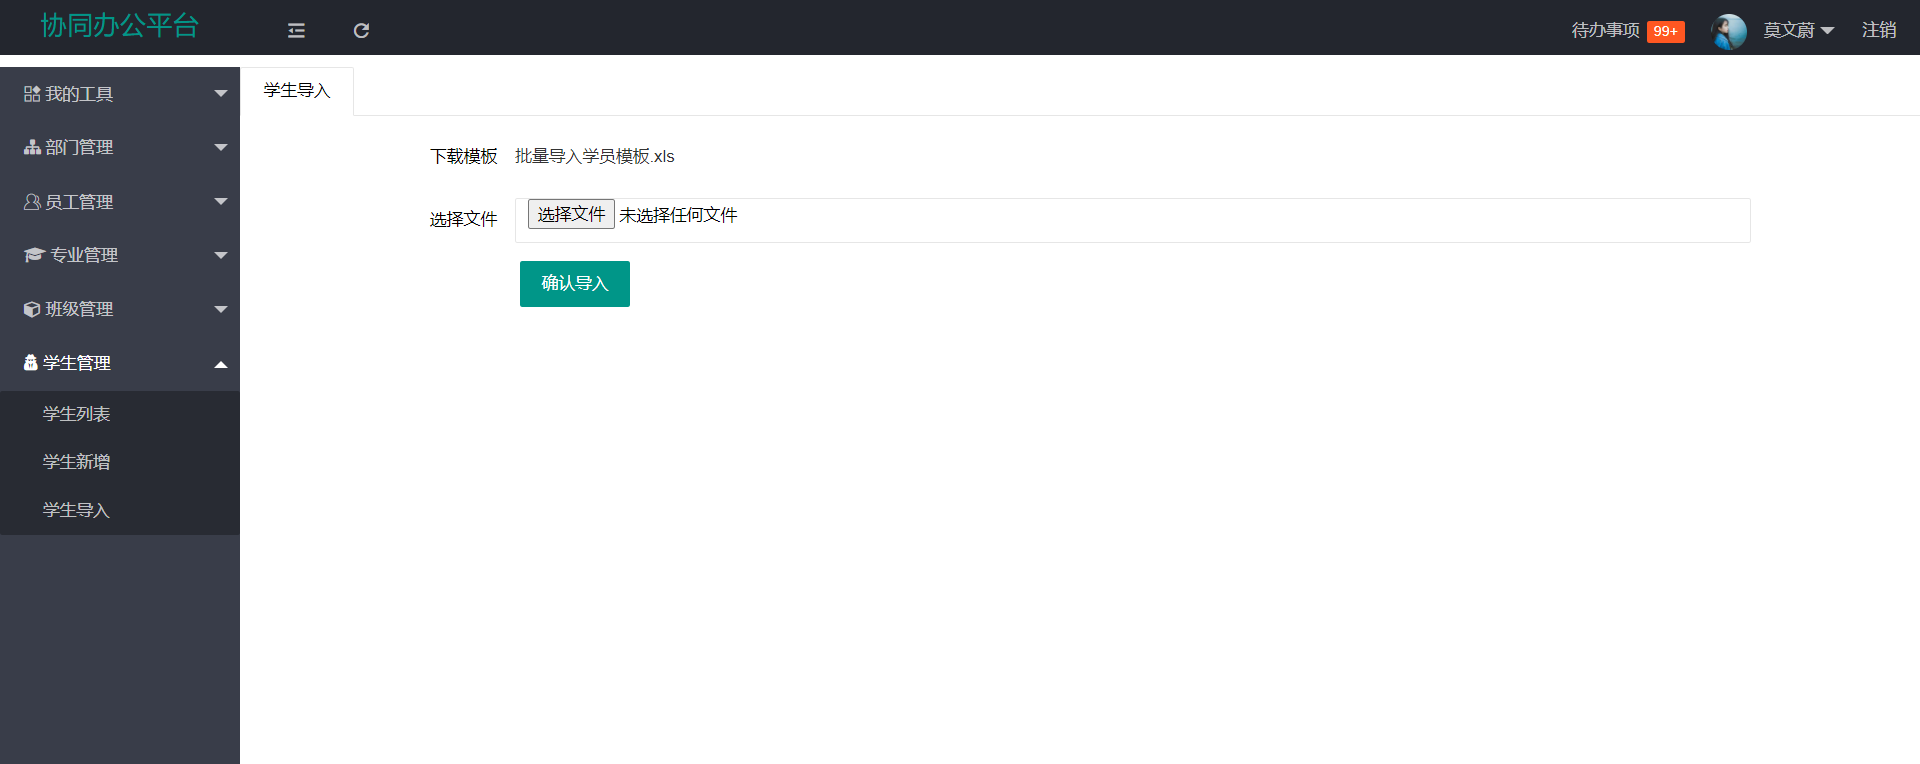 协同办公平台
待办事项 99+ 莫文蔚 注销
我的工具
部门管理
员工管理
专业管理
班级管理
学生管理
学生列表
学生新增
学生导入
学生导入
下载模板 批量导入学员模板.xls
选择文件 选择文件 未选择任何文件
确认导入